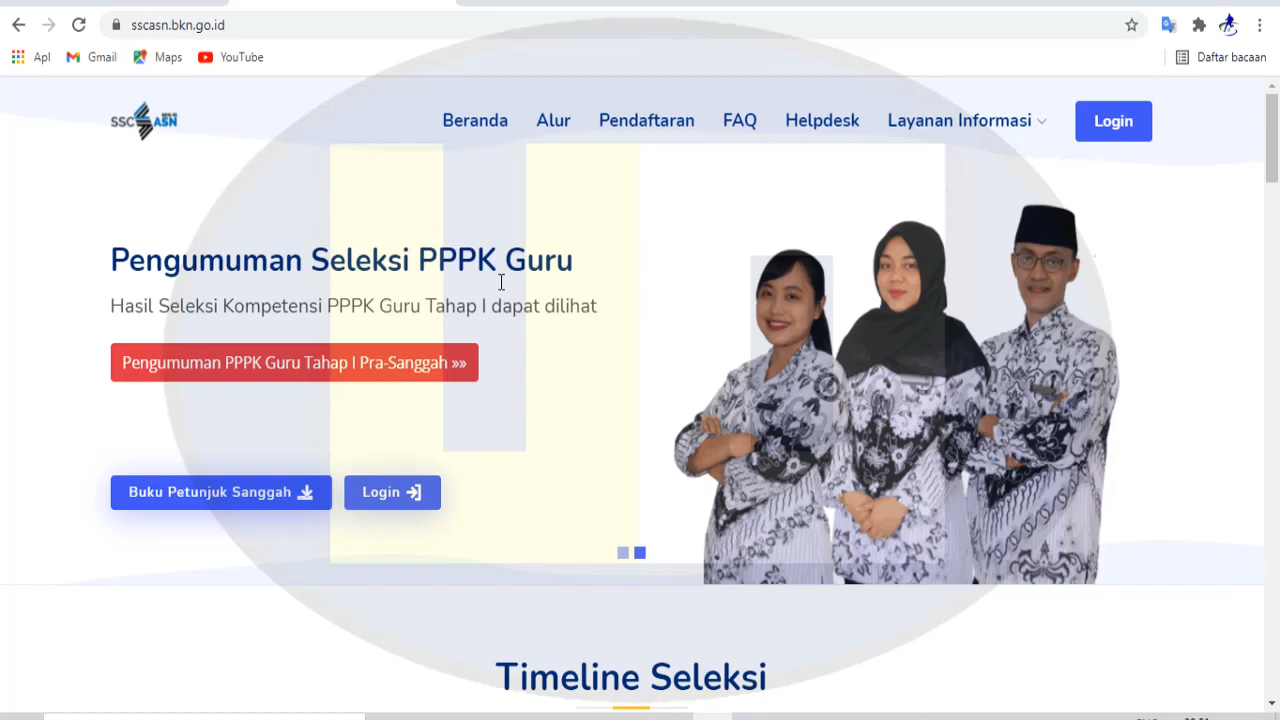 sscasn.bkn.go.id
Apl Gmail Maps YouTube Daftar bacaan
SSC ASN
Beranda Alur Pendaftaran FAQ Helpdesk Layanan Informasi Login
Pengumuman Seleksi PPPK Guru
Hasil Seleksi Kompetensi PPPK Guru Tahap I dapat dilihat
Pengumuman PPPK Guru Tahap I Pra-Sanggah »»
Buku Petunjuk Sanggah Login
Timeline Seleksi